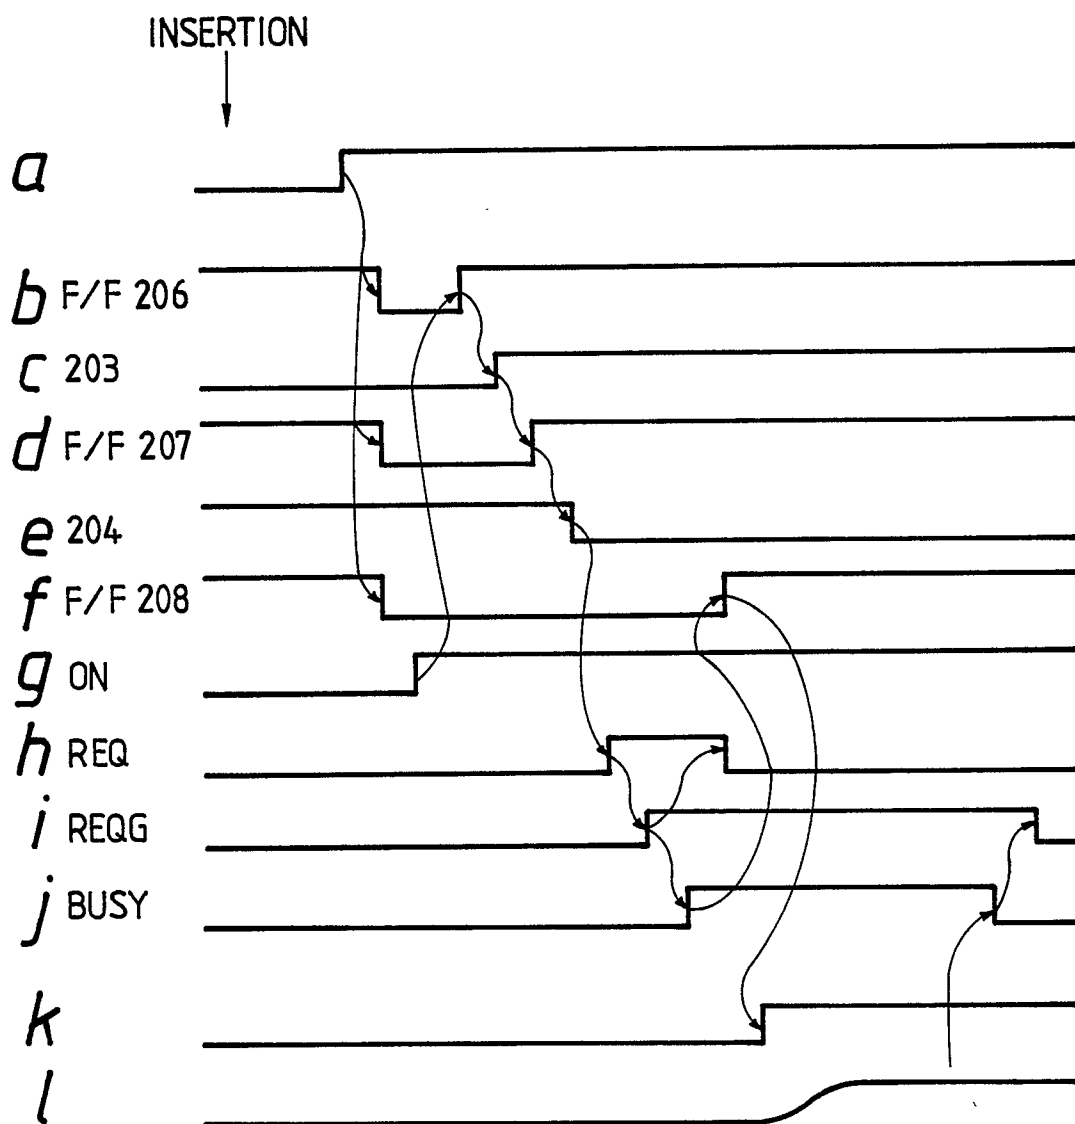 INSERTION
a
b F/F 206
c 203
d F/F 207
e 204
f F/F 208
g ON
h REQ
i REQG
j BUSY
k
l